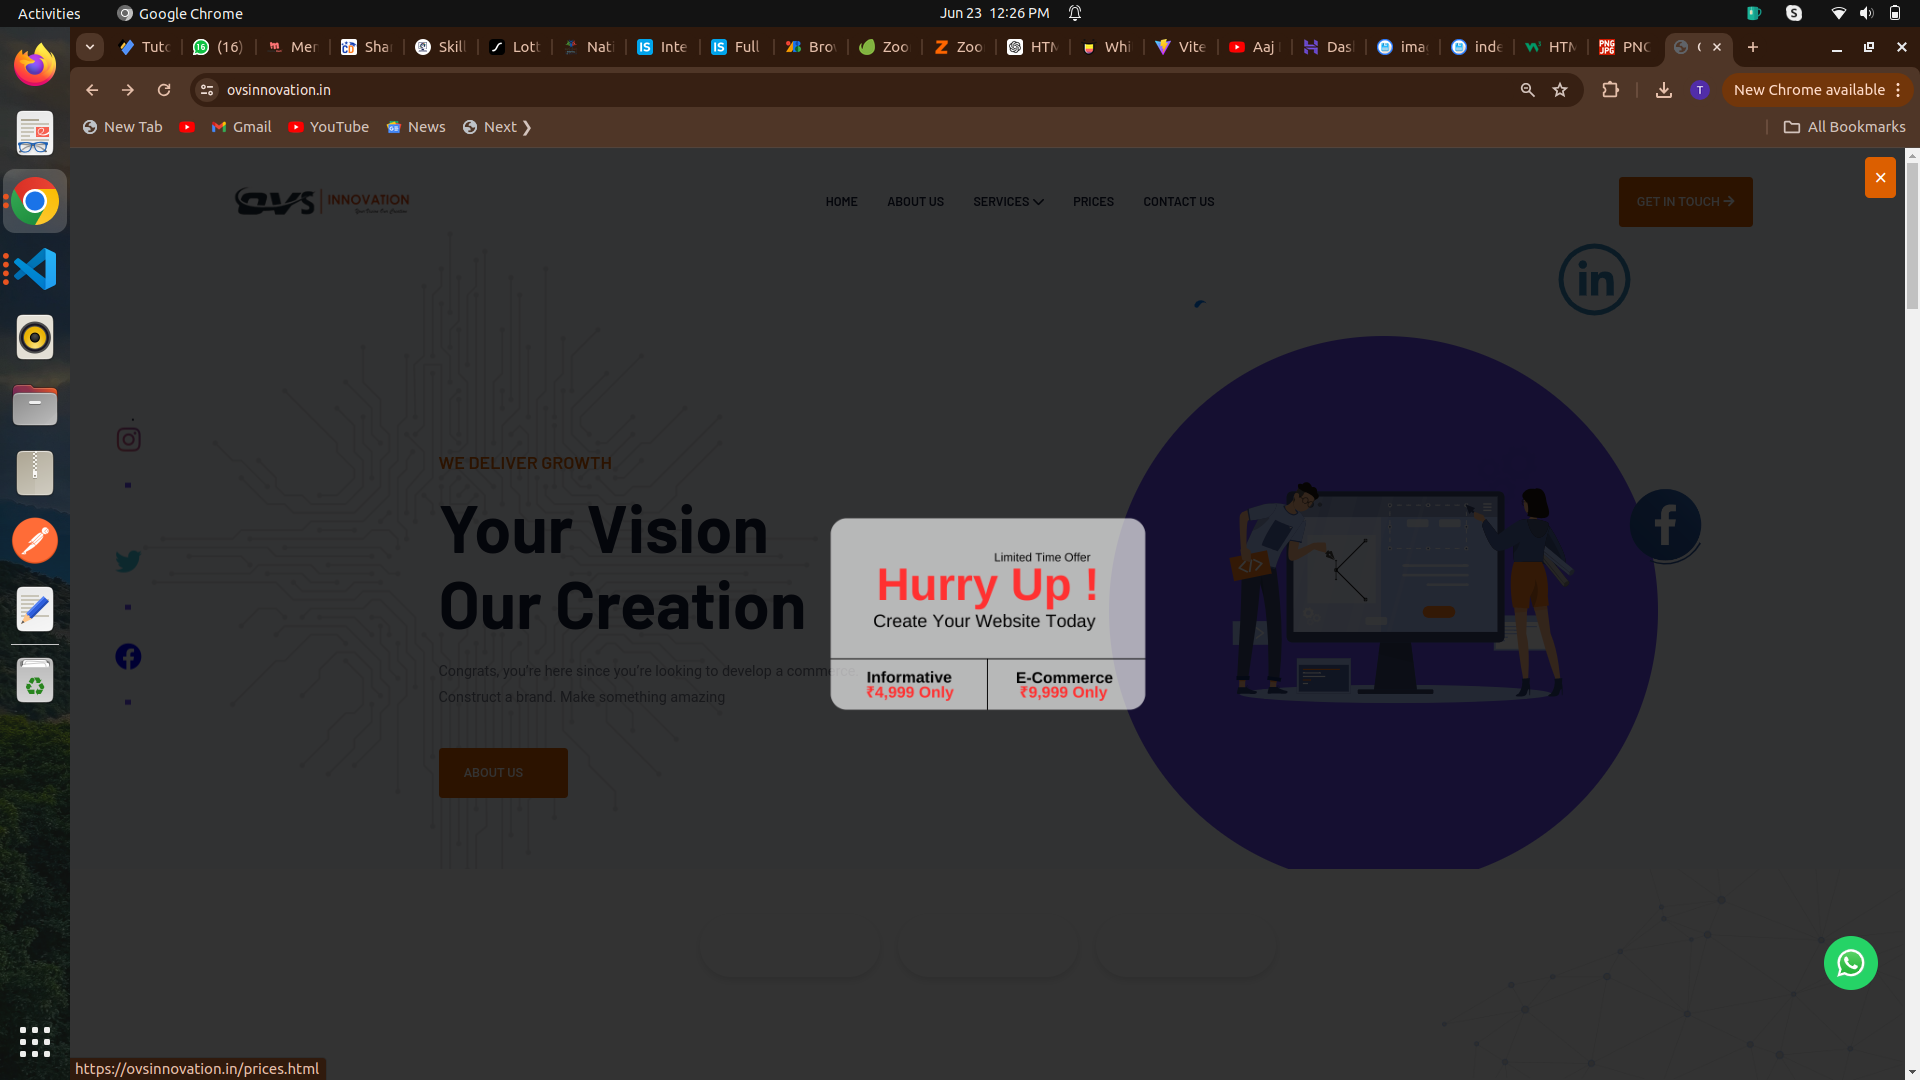 Activities
Google Chrome
Jun 23 12:26 PM
Tuto
(16)
Mer
Sha
Skill
Lott
Nati
Inte
Full
Brow
Zoo
Zoo
HTM
Whi
Vite
Aaj
Dash
ima
inde
HTM
PNG
ovsinnovation.in
T
New Chrome available
New Tab
Gmail
YouTube
News
Next ❯
All Bookmarks
OVS INNOVATION
HOME
ABOUT US
SERVICES
PRICES
CONTACT US
GET IN TOUCH
in
WE DELIVER GROWTH
Your Vision
Our Creation
Congrats, you're here since you're looking to develop a commerce.
Construct a brand. Make something amazing
ABOUT US
Limited Time Offer
Hurry Up !
Create Your Website Today
Informative
₹4,999 Only
E-Commerce
₹9,999 Only
https://ovsinnovation.in/prices.html